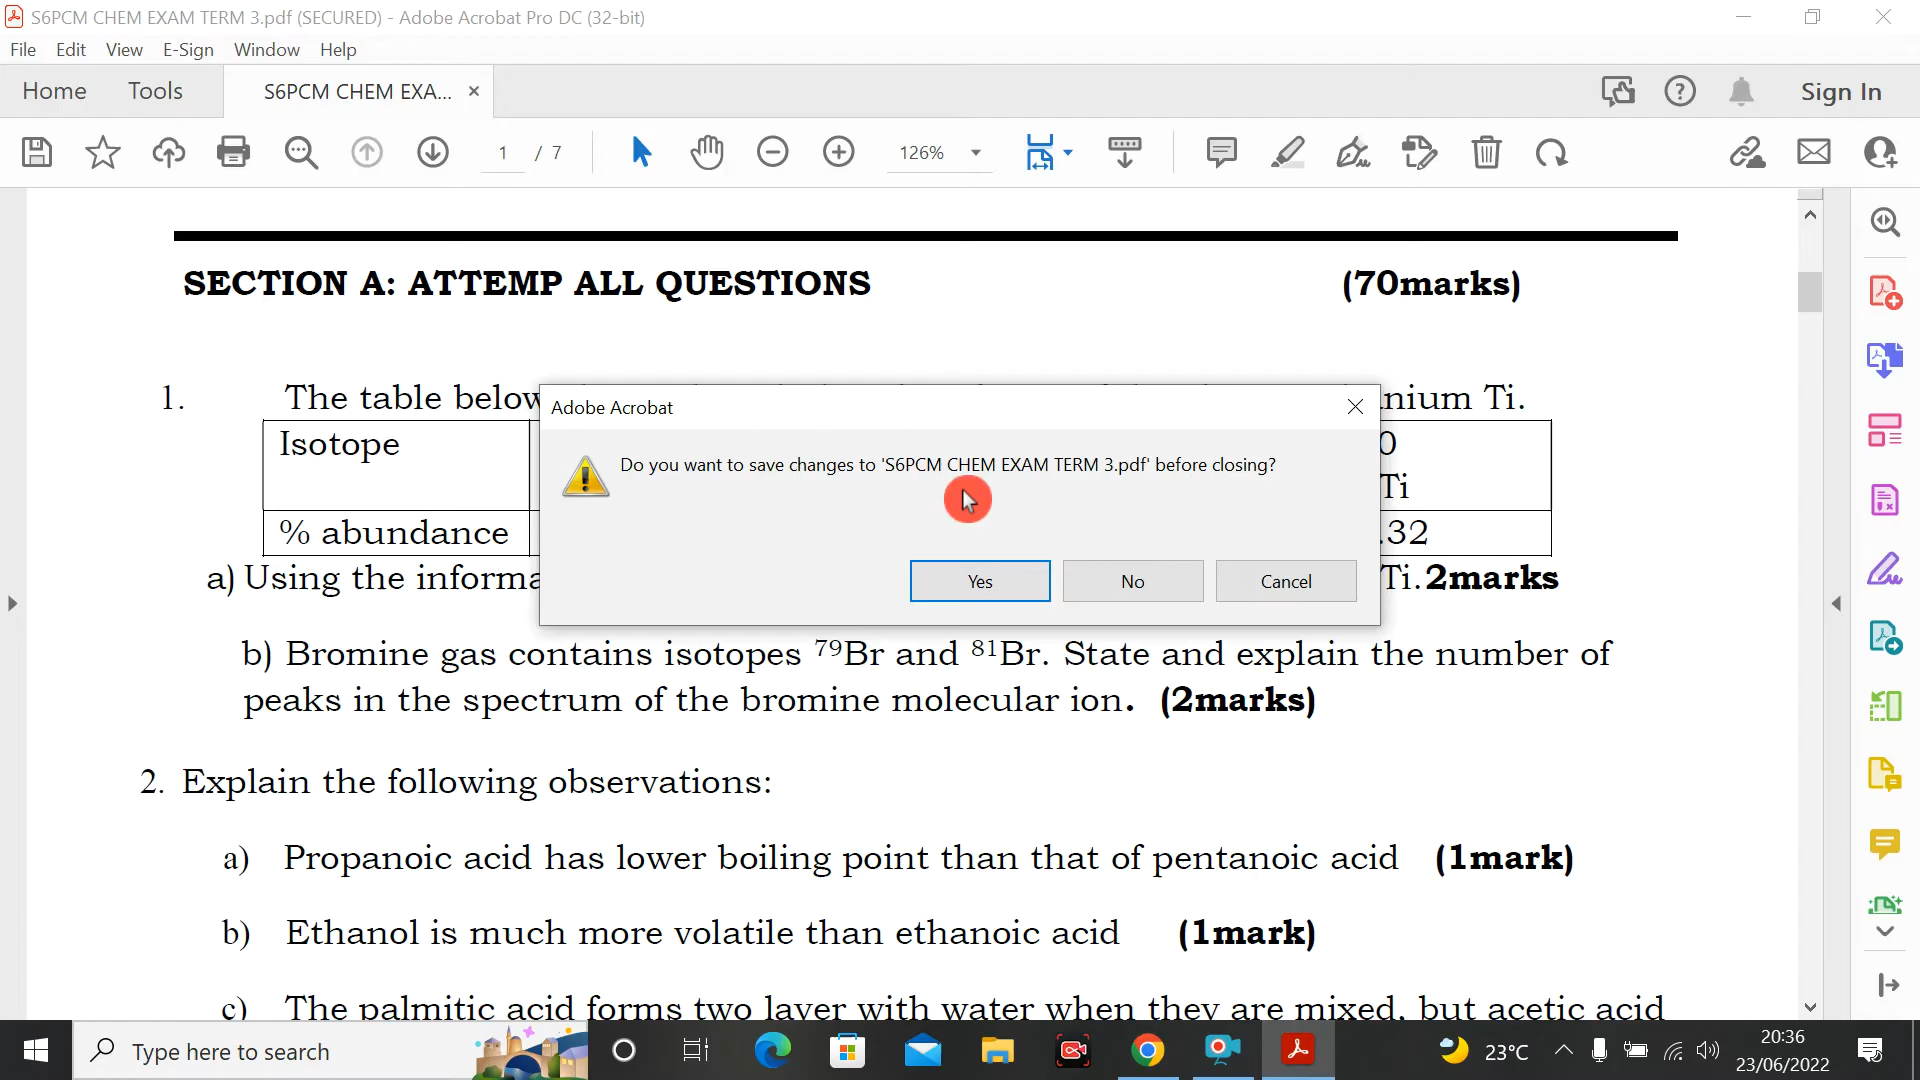 S6PCM CHEM EXAM TERM 3.pdf (SECURED) - Adobe Acrobat Pro DC (32-bit)
File Edit View E-Sign Window Help
Home Tools S6PCM CHEM EXA... × Sign In
1 / 7 126%
SECTION A: ATTEMP ALL QUESTIONS (70marks)
1. The table below nium Ti.
Isotope 0
Ti
% abundance .32
a) Using the informa Ti.2marks
Adobe Acrobat
Do you want to save changes to 'S6PCM CHEM EXAM TERM 3.pdf' before closing?
Yes No Cancel
b) Bromine gas contains isotopes ⁷⁹Br and ⁸¹Br. State and explain the number of
peaks in the spectrum of the bromine molecular ion. (2marks)
2. Explain the following observations:
a) Propanoic acid has lower boiling point than that of pentanoic acid (1mark)
b) Ethanol is much more volatile than ethanoic acid (1mark)
c) The palmitic acid forms two layer with water when they are mixed, but acetic acid
Type here to search 23°C 20:36
23/06/2022